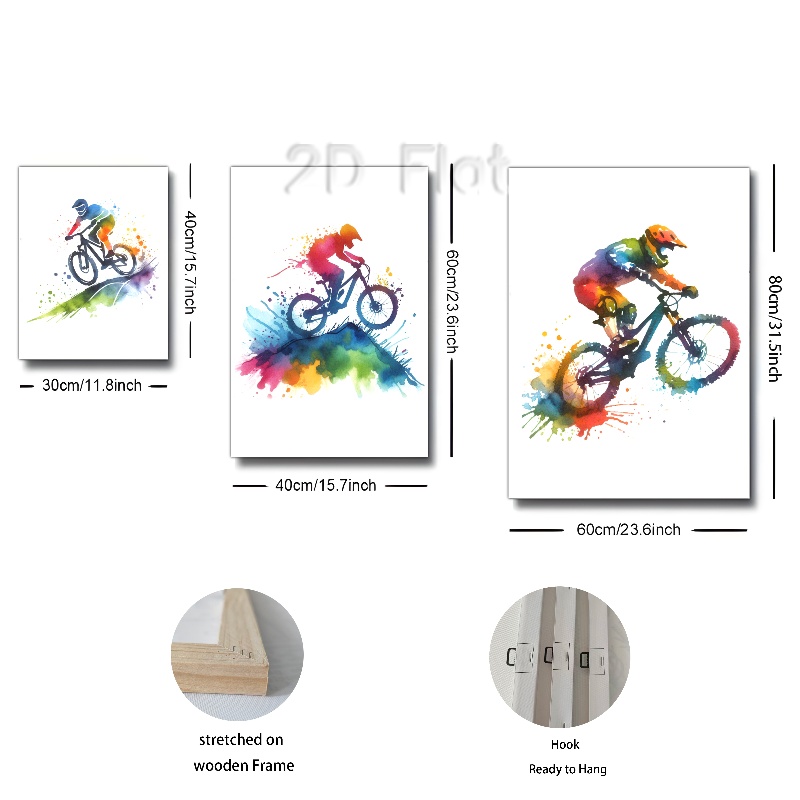 2D Flat
40cm/15.7inch
30cm/11.8inch
60cm/23.6inch
40cm/15.7inch
80cm/31.5inch
60cm/23.6inch
stretched on
wooden Frame
Hook
Ready to Hang